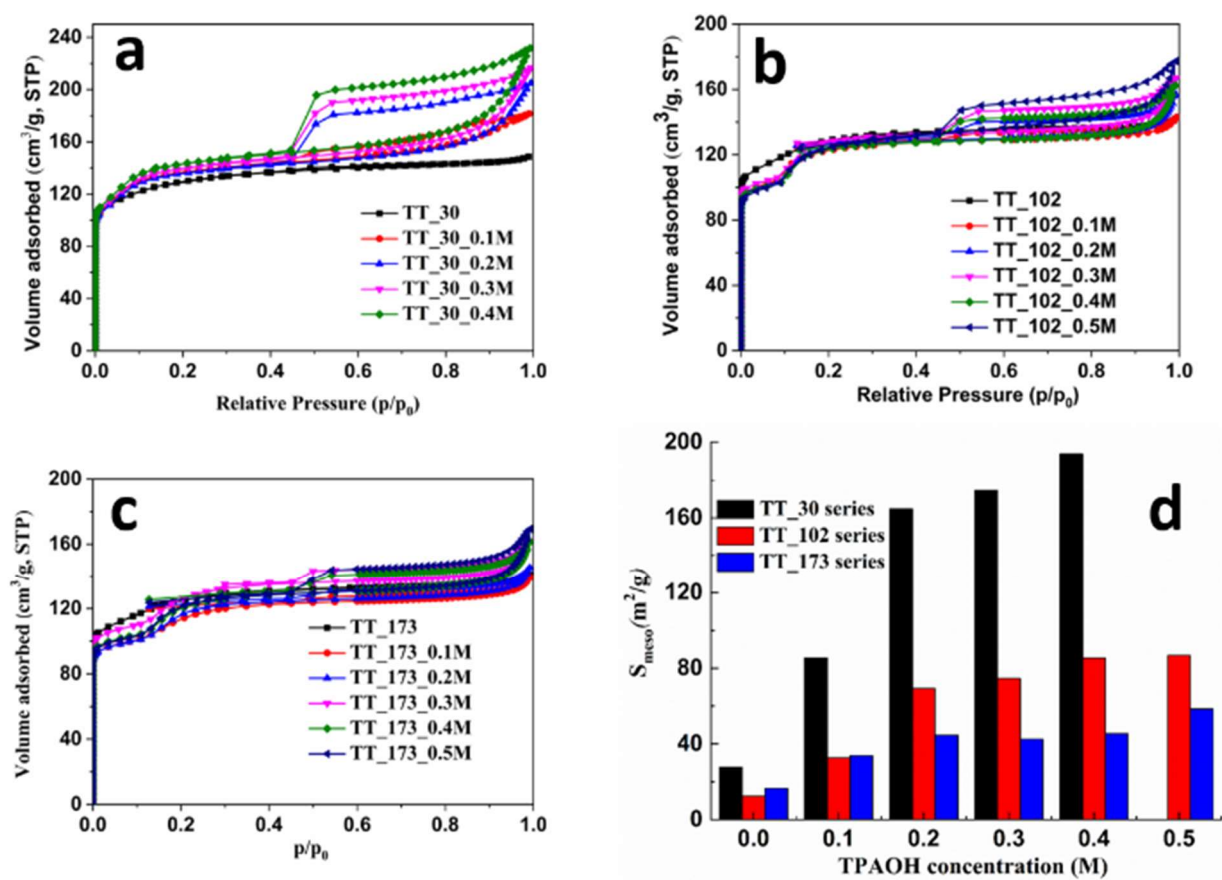 a
Volume adsorbed (cm³/g, STP)
240
200
160
120
80
40
0
TT_30
TT_30_0.1M
TT_30_0.2M
TT_30_0.3M
TT_30_0.4M
0.0 0.2 0.4 0.6 0.8 1.0
Relative Pressure (p/p₀)
b
Volume adsorbed (cm³/g, STP)
200
160
120
80
40
0
TT_102
TT_102_0.1M
TT_102_0.2M
TT_102_0.3M
TT_102_0.4M
TT_102_0.5M
0.0 0.2 0.4 0.6 0.8 1.0
Relative Pressure (p/p₀)
c
Volume adsorbed (cm³/g, STP)
200
160
120
80
40
0
TT_173
TT_173_0.1M
TT_173_0.2M
TT_173_0.3M
TT_173_0.4M
TT_173_0.5M
0.0 0.2 0.4 0.6 0.8 1.0
p/p₀
d
S_meso(m²/g)
200
160
120
80
40
0
TT_30 series
TT_102 series
TT_173 series
0.0 0.1 0.2 0.3 0.4 0.5
TPAOH concentration (M)